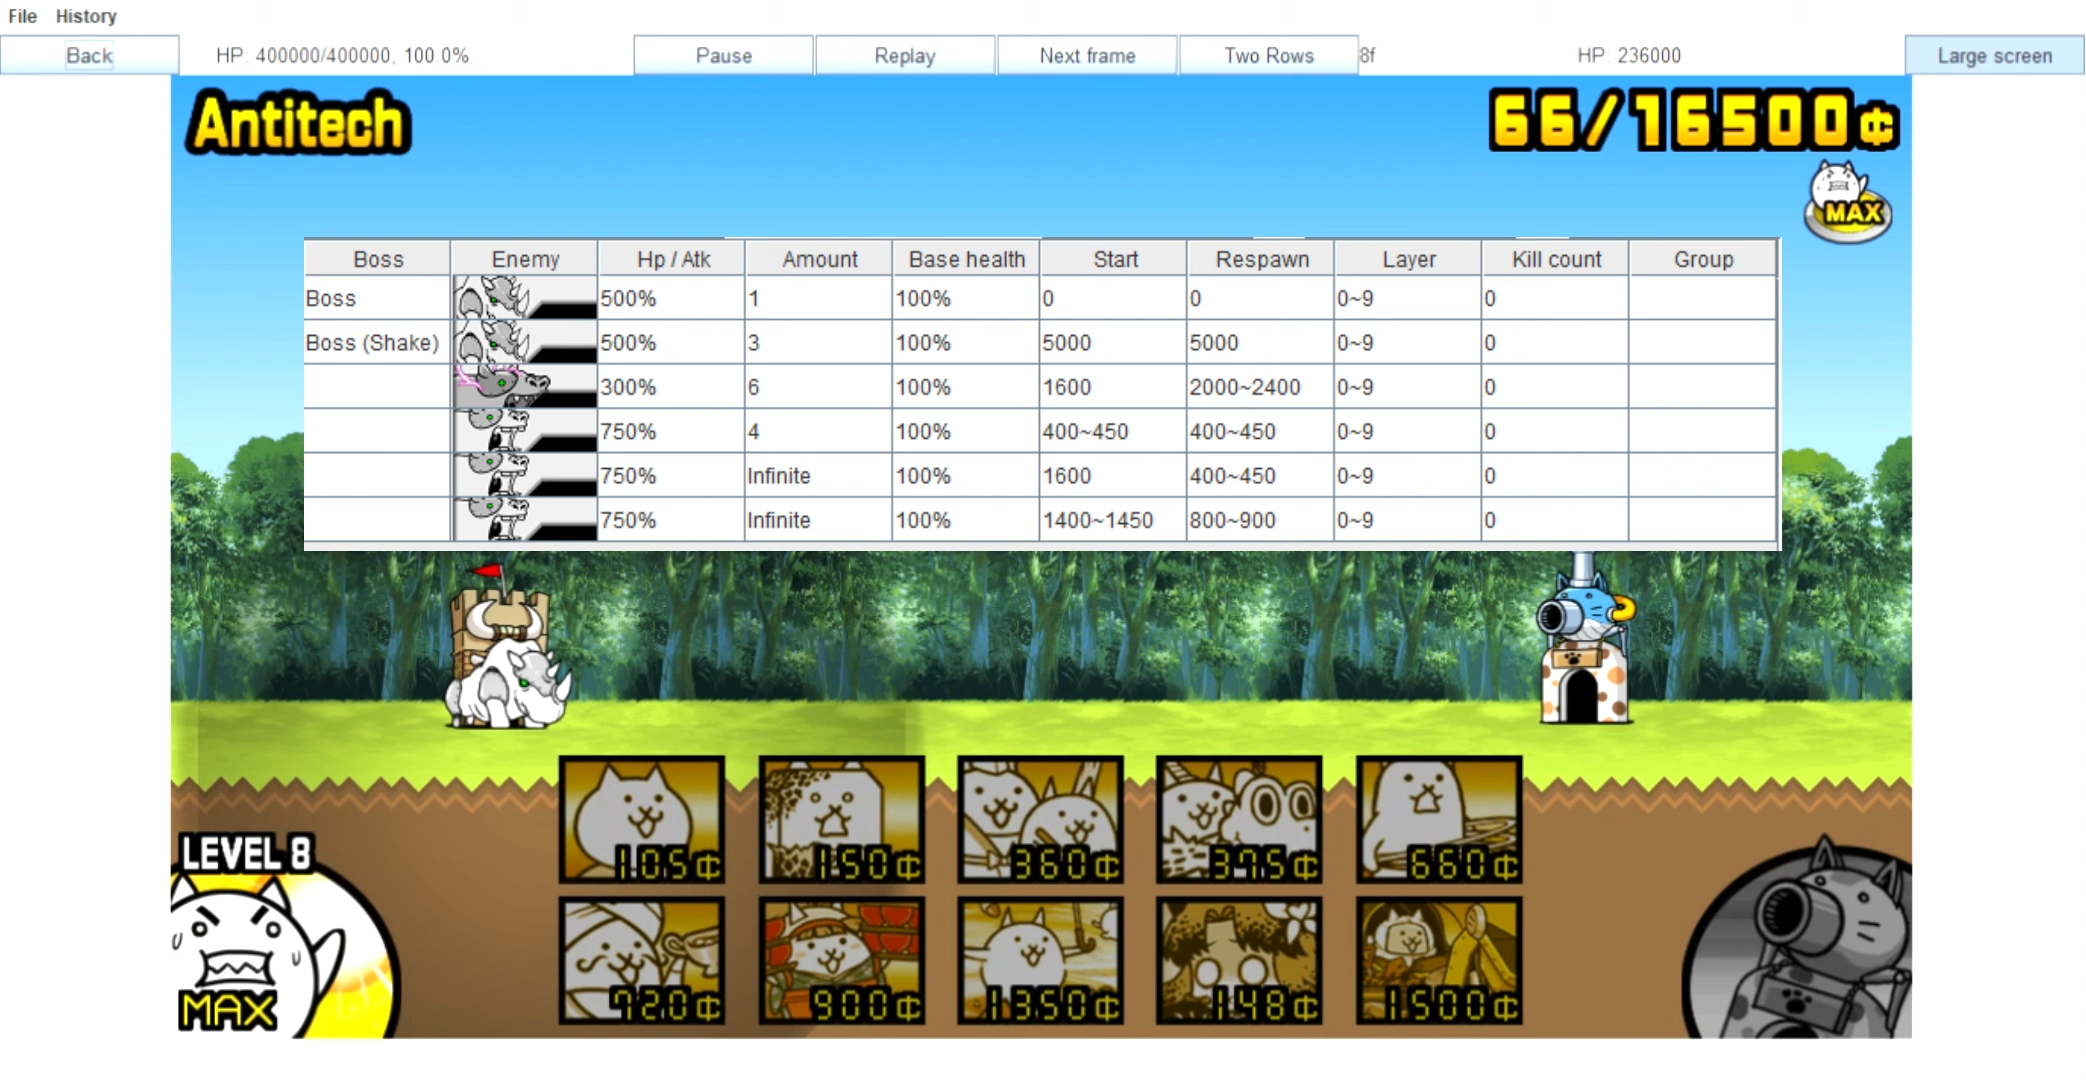 File History
Back HP: 400000/400000, 100.0% Pause Replay Next frame Two Rows 8f HP: 236000 Large screen
Antitech 66/16500¢
MAX
Boss Enemy Hp / Atk Amount Base health Start Respawn Layer Kill count Group
Boss 500% 1 100% 0 0 0~9 0
Boss (Shake) 500% 3 100% 5000 5000 0~9 0
300% 6 100% 1600 2000~2400 0~9 0
750% 4 100% 400~450 400~450 0~9 0
750% Infinite 100% 1600 400~450 0~9 0
750% Infinite 100% 1400~1450 800~900 0~9 0
LEVEL 8
105¢ 150¢ 360¢ 375¢ 660¢
MAX 720¢ 900¢ 1350¢ 148¢ 1500¢